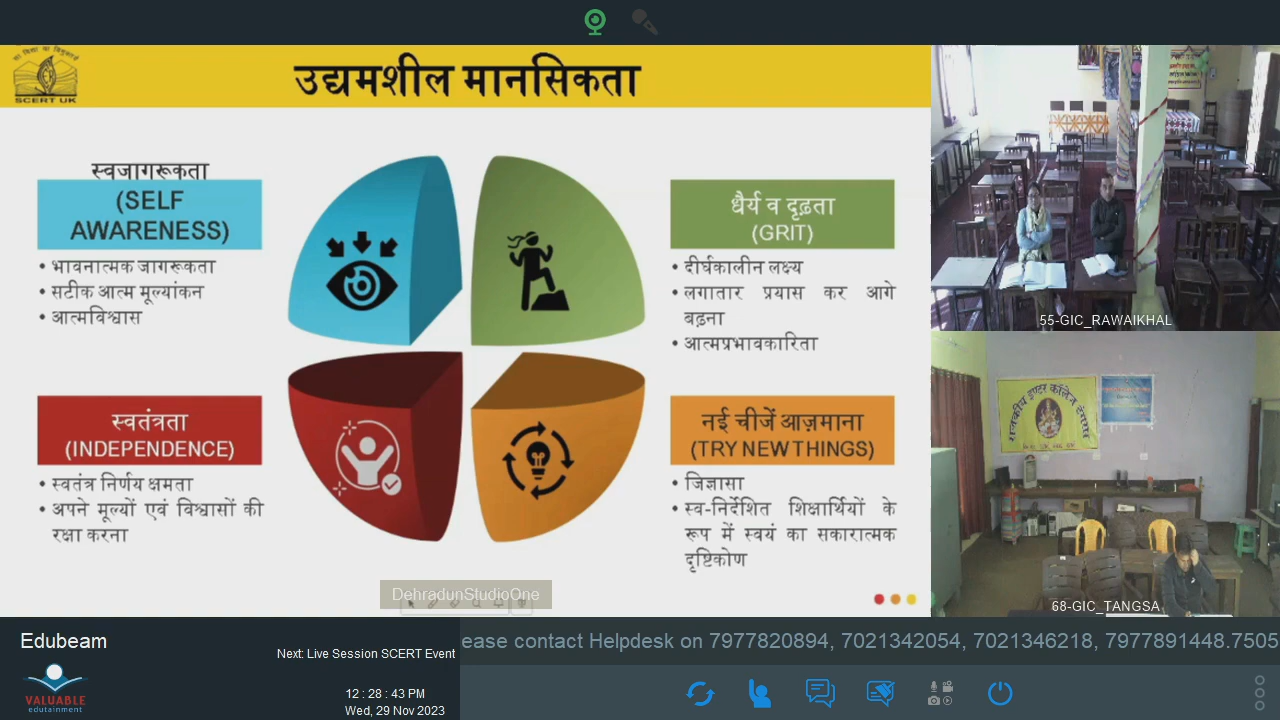 SCERT UK
उद्यमशील मानसिकता
स्वजागरूकता
(SELF
AWARENESS)
• भावनात्मक जागरूकता
• सटीक आत्म मूल्यांकन
• आत्मविश्वास
धैर्य व दृढ़ता
(GRIT)
• दीर्घकालीन लक्ष्य
• लगातार प्रयास कर आगे
बढ़ना
• आत्मप्रभावकारिता
स्वतंत्रता
(INDEPENDENCE)
• स्वतंत्र निर्णय क्षमता
• अपने मूल्यों एवं विश्वासों की
रक्षा करना
नई चीजें आज़माना
(TRY NEW THINGS)
• जिज्ञासा
• स्व-निर्देशित शिक्षार्थियों के
रूप में स्वयं का सकारात्मक
दृष्टिकोण
DehradunStudioOne
55-GIC_RAWAIKHAL
68-GIC_TANGSA
Edubeam
VALUABLE
edutainment
Next: Live Session SCERT Event
12 : 28 : 43 PM
Wed, 29 Nov 2023
ease contact Helpdesk on 7977820894, 7021342054, 7021346218, 7977891448.7505